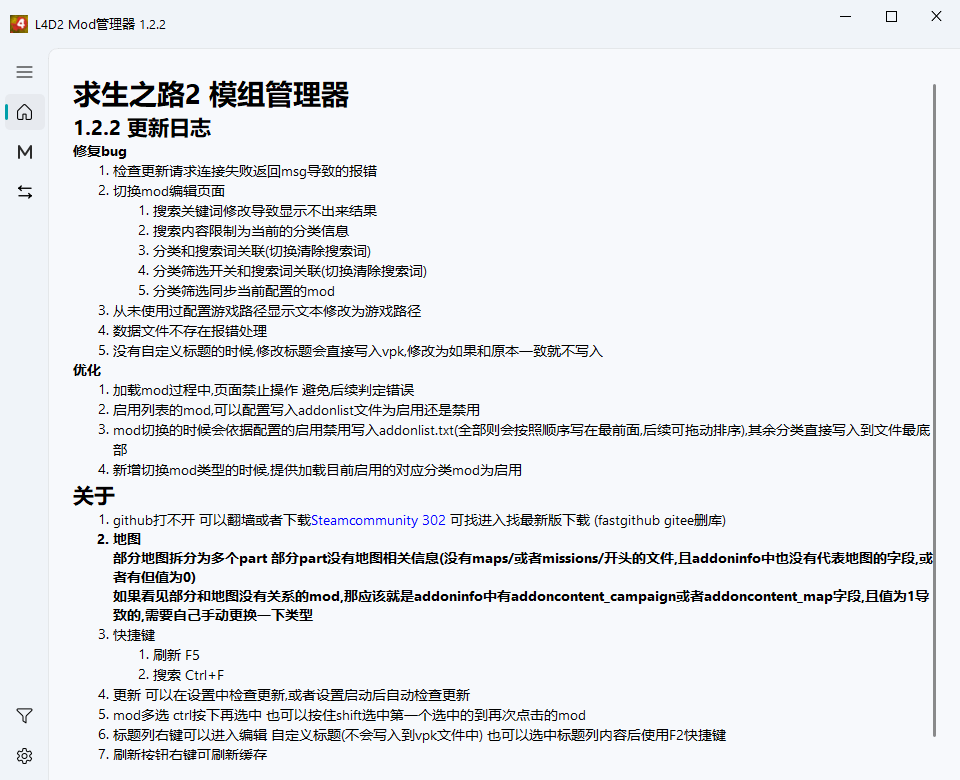 L4D2 Mod管理器 1.2.2
求生之路2 模组管理器
1.2.2 更新日志
修复bug
1. 检查更新请求连接失败返回msg导致的报错
2. 切换mod编辑页面
1. 搜索关键词修改导致显示不出来结果
2. 搜索内容限制为当前的分类信息
3. 分类和搜索词关联(切换清除搜索词)
4. 分类筛选开关和搜索词关联(切换清除搜索词)
5. 分类筛选同步当前配置的mod
3. 从未使用过配置游戏路径显示文本修改为游戏路径
4. 数据文件不存在报错处理
5. 没有自定义标题的时候,修改标题会直接写入vpk,修改为如果和原本一致就不写入
优化
1. 加载mod过程中,页面禁止操作 避免后续判定错误
2. 启用列表的mod,可以配置写入addonlist文件为启用还是禁用
3. mod切换的时候会依据配置的启用禁用写入addonlist.txt(全部则会按照顺序写在最前面,后续可拖动排序),其余分类直接写入到文件最底
部
4. 新增切换mod类型的时候,提供加载目前启用的对应分类mod为启用
关于
1. github打不开 可以翻墙或者下载Steamcommunity 302 可找进入找最新版下载 (fastgithub gitee删库)
2. 地图
部分地图拆分为多个part 部分part没有地图相关信息(没有maps/或者missions/开头的文件,且addoninfo中也没有代表地图的字段,或
者有但值为0)
如果看见部分和地图没有关系的mod,那应该就是addoninfo中有addoncontent_campaign或者addoncontent_map字段,且值为1导
致的,需要自己手动更换一下类型
3. 快捷键
1. 刷新 F5
2. 搜索 Ctrl+F
4. 更新 可以在设置中检查更新,或者设置启动后自动检查更新
5. mod多选 ctrl按下再选中 也可以按住shift选中第一个选中的到再次点击的mod
6. 标题列右键可以进入编辑 自定义标题(不会写入到vpk文件中) 也可以选中标题列内容后使用F2快捷键
7. 刷新按钮右键可刷新缓存